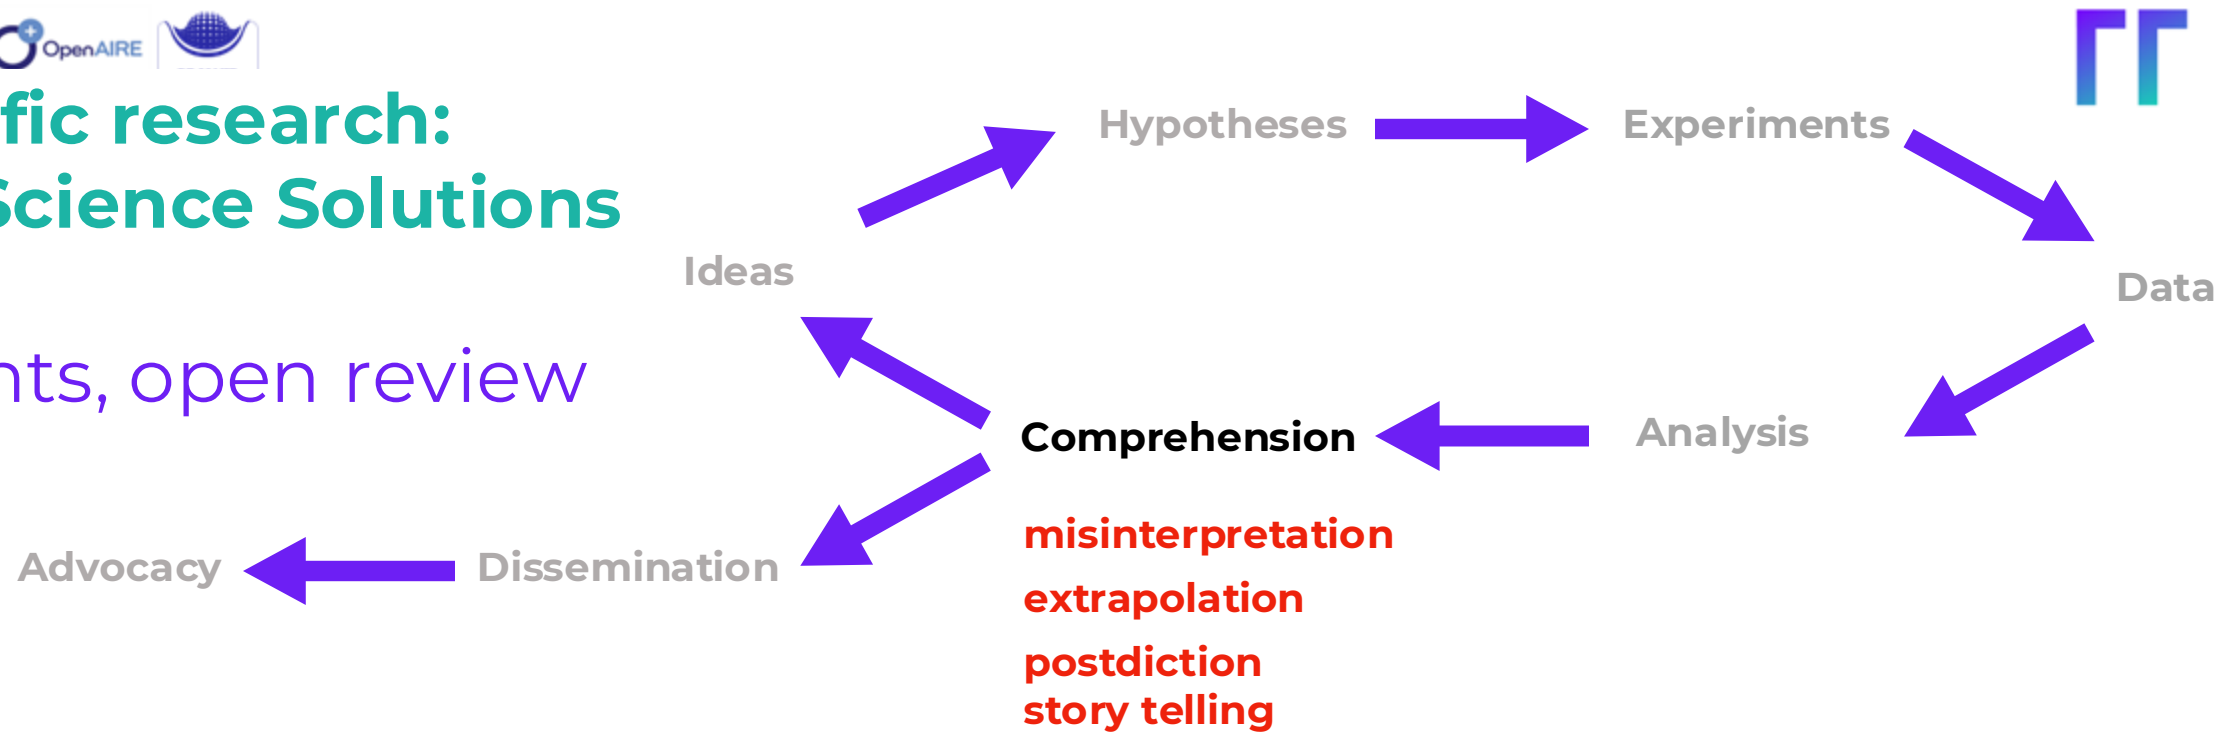 OpenAIRE
fic research:
Science Solutions
nts, open review
Hypotheses
Experiments
Ideas
Data
Comprehension
Analysis
misinterpretation
extrapolation
postdiction
story telling
Advocacy
Dissemination